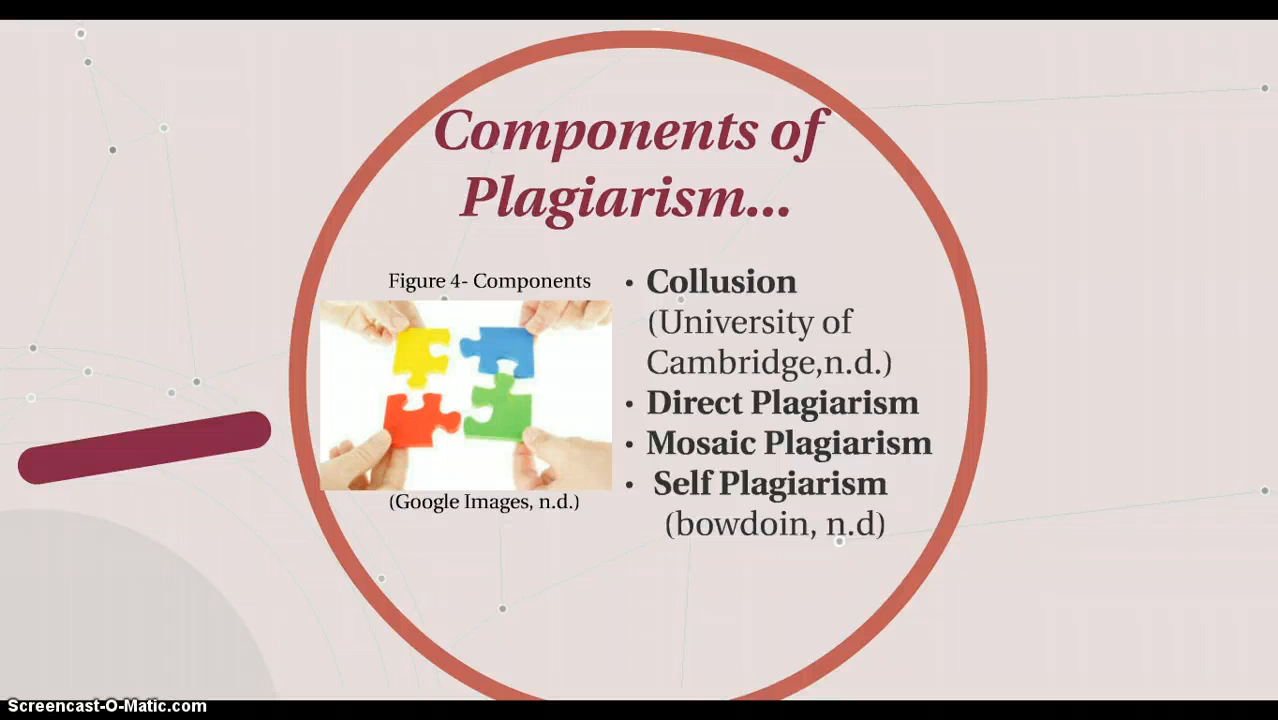 Components of
Plagiarism...
Figure 4- Components
(Google Images, n.d.)
• Collusion
(University of
Cambridge,n.d.)
• Direct Plagiarism
• Mosaic Plagiarism
• Self Plagiarism
(bowdoin, n.d)
Screencast-O-Matic.com